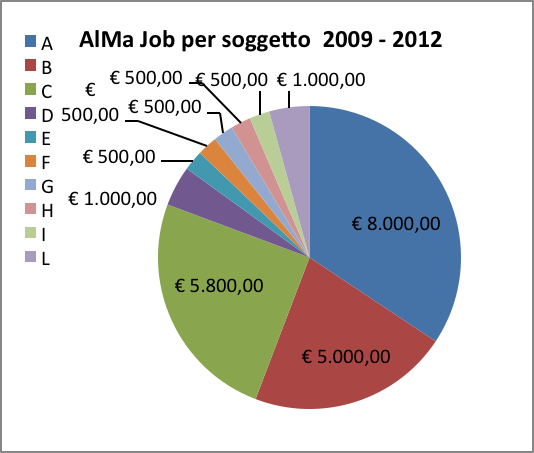 AlMa Job per soggetto  2009 - 2012
A
B
C
D
E
F
G
H
I
L
€ 500,00
€ 500,00
€ 1.000,00
€
500,00
€ 500,00
€ 500,00
€ 1.000,00
€ 8.000,00
€ 5.800,00
€ 5.000,00